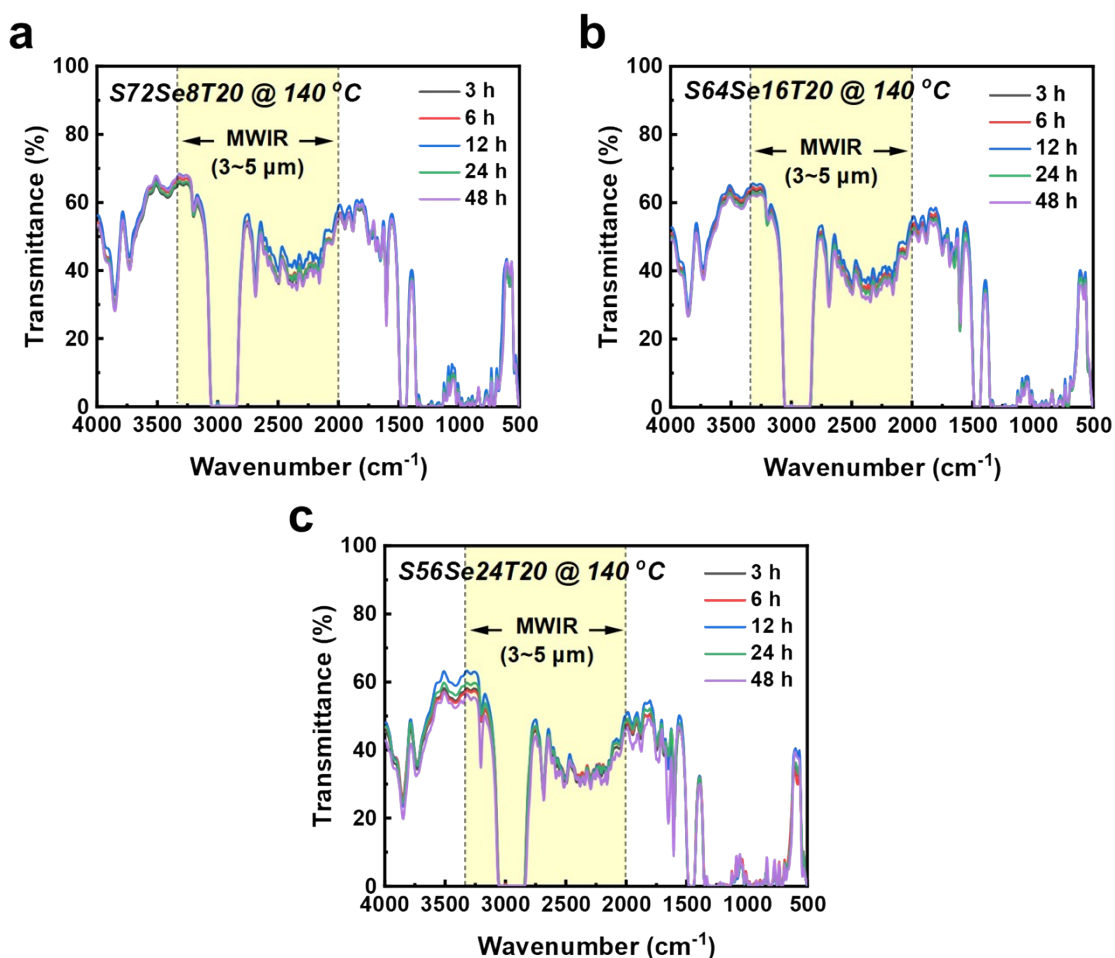 a
S72Se8T20 @ 140 °C
MWIR
(3~5 μm)
3 h
6 h
12 h
24 h
48 h
100
80
60
40
20
0
Transmittance (%)
4000 3500 3000 2500 2000 1500 1000 500
Wavenumber (cm⁻¹)
b
S64Se16T20 @ 140 °C
MWIR
(3~5 μm)
3 h
6 h
12 h
24 h
48 h
100
80
60
40
20
0
Transmittance (%)
4000 3500 3000 2500 2000 1500 1000 500
Wavenumber (cm⁻¹)
c
S56Se24T20 @ 140 °C
MWIR
(3~5 μm)
3 h
6 h
12 h
24 h
48 h
100
80
60
40
20
0
Transmittance (%)
4000 3500 3000 2500 2000 1500 1000 500
Wavenumber (cm⁻¹)